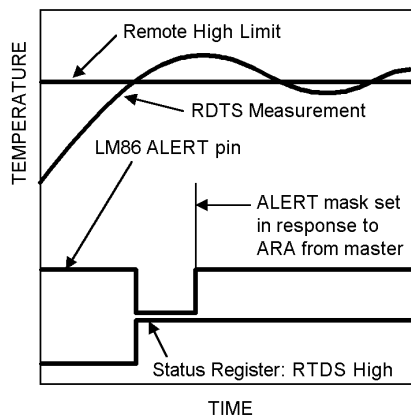 Remote High Limit
RDTS Measurement
LM86 ALERT pin
ALERT mask set
in response to
ARA from master
Status Register: RTDS High
TEMPERATURE
TIME